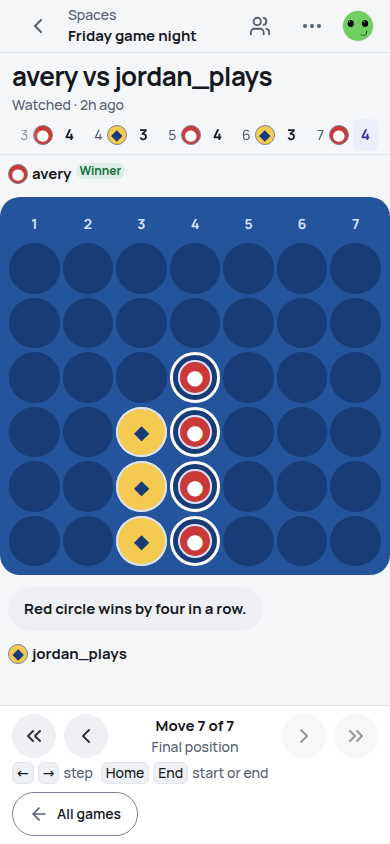 Spaces
Friday game night
avery vs jordan_plays
Watched · 2h ago
3 4 4 3 5 4 6 3 7 4
avery Winner
1 2 3 4 5 6 7
Red circle wins by four in a row.
jordan_plays
Move 7 of 7
Final position
← → step Home End start or end
← All games